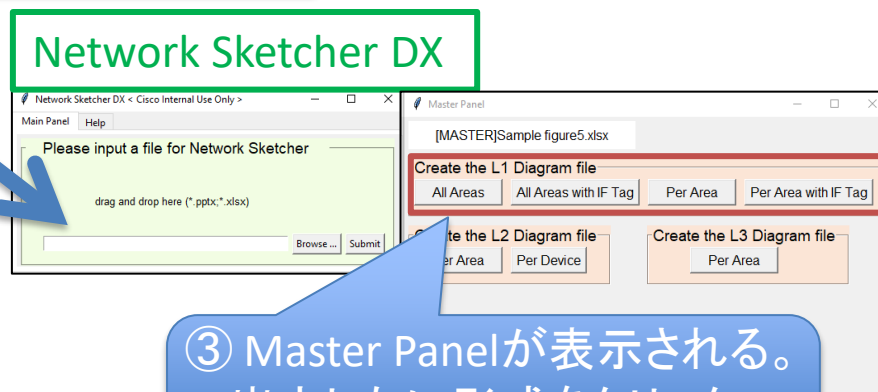 Network Sketcher DX
Network Sketcher DX < Cisco Internal Use Only >
Main Panel Help
Please input a file for Network Sketcher
drag and drop here (*.pptx;*.xlsx)
Browse ... Submit
Master Panel
[MASTER]Sample figure5.xlsx
Create the L1 Diagram file
All Areas All Areas with IF Tag Per Area Per Area with IF Tag
the L2 Diagram file
Area Per Device
Create the L3 Diagram file
Per Area
③ Master Panelが表示される。